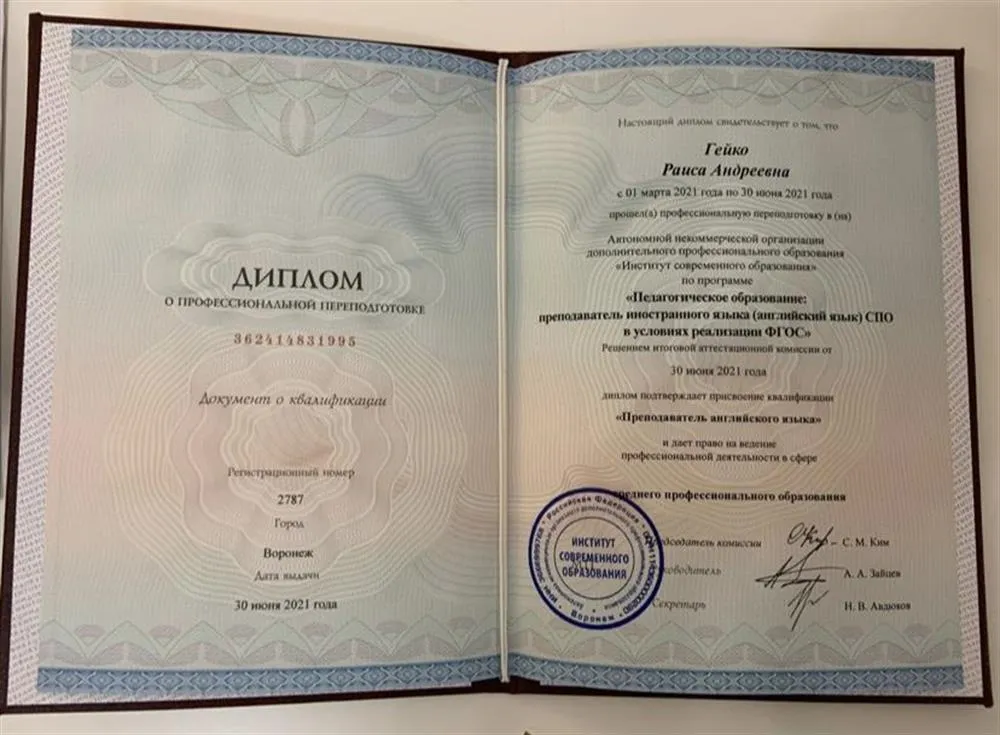 ДИПЛОМ
О ПРОФЕССИОНАЛЬНОЙ ПЕРЕПОДГОТОВКЕ
362414831995
Документ о квалификации
Регистрационный номер
2787
Город
Воронеж
Дата выдачи
30 июня 2021 года
Настоящий диплом свидетельствует о том, что
Гейко
Раиса Андреевна
с 01 марта 2021 года по 30 июня 2021 года
прошел(а) профессиональную переподготовку в (на)
Автономной некоммерческой организации
дополнительного профессионального образования
«Институт современного образования»
по программе
«Педагогическое образование:
преподаватель иностранного языка (английский язык) СПО
в условиях реализации ФГОС»
Решением итоговой аттестационной комиссии от
30 июня 2021 года
диплом подтверждает присвоение квалификации
«Преподаватель английского языка»
и дает право на ведение
профессиональной деятельности в сфере
среднего профессионального образования
Председатель комиссии
С. М. Ким
Руководитель
А. А. Зайцев
Секретарь
Н. В. Авдюков
Российская Федерация
ИНСТИТУТ
СОВРЕМЕННОГО
ОБРАЗОВАНИЯ
Воронеж